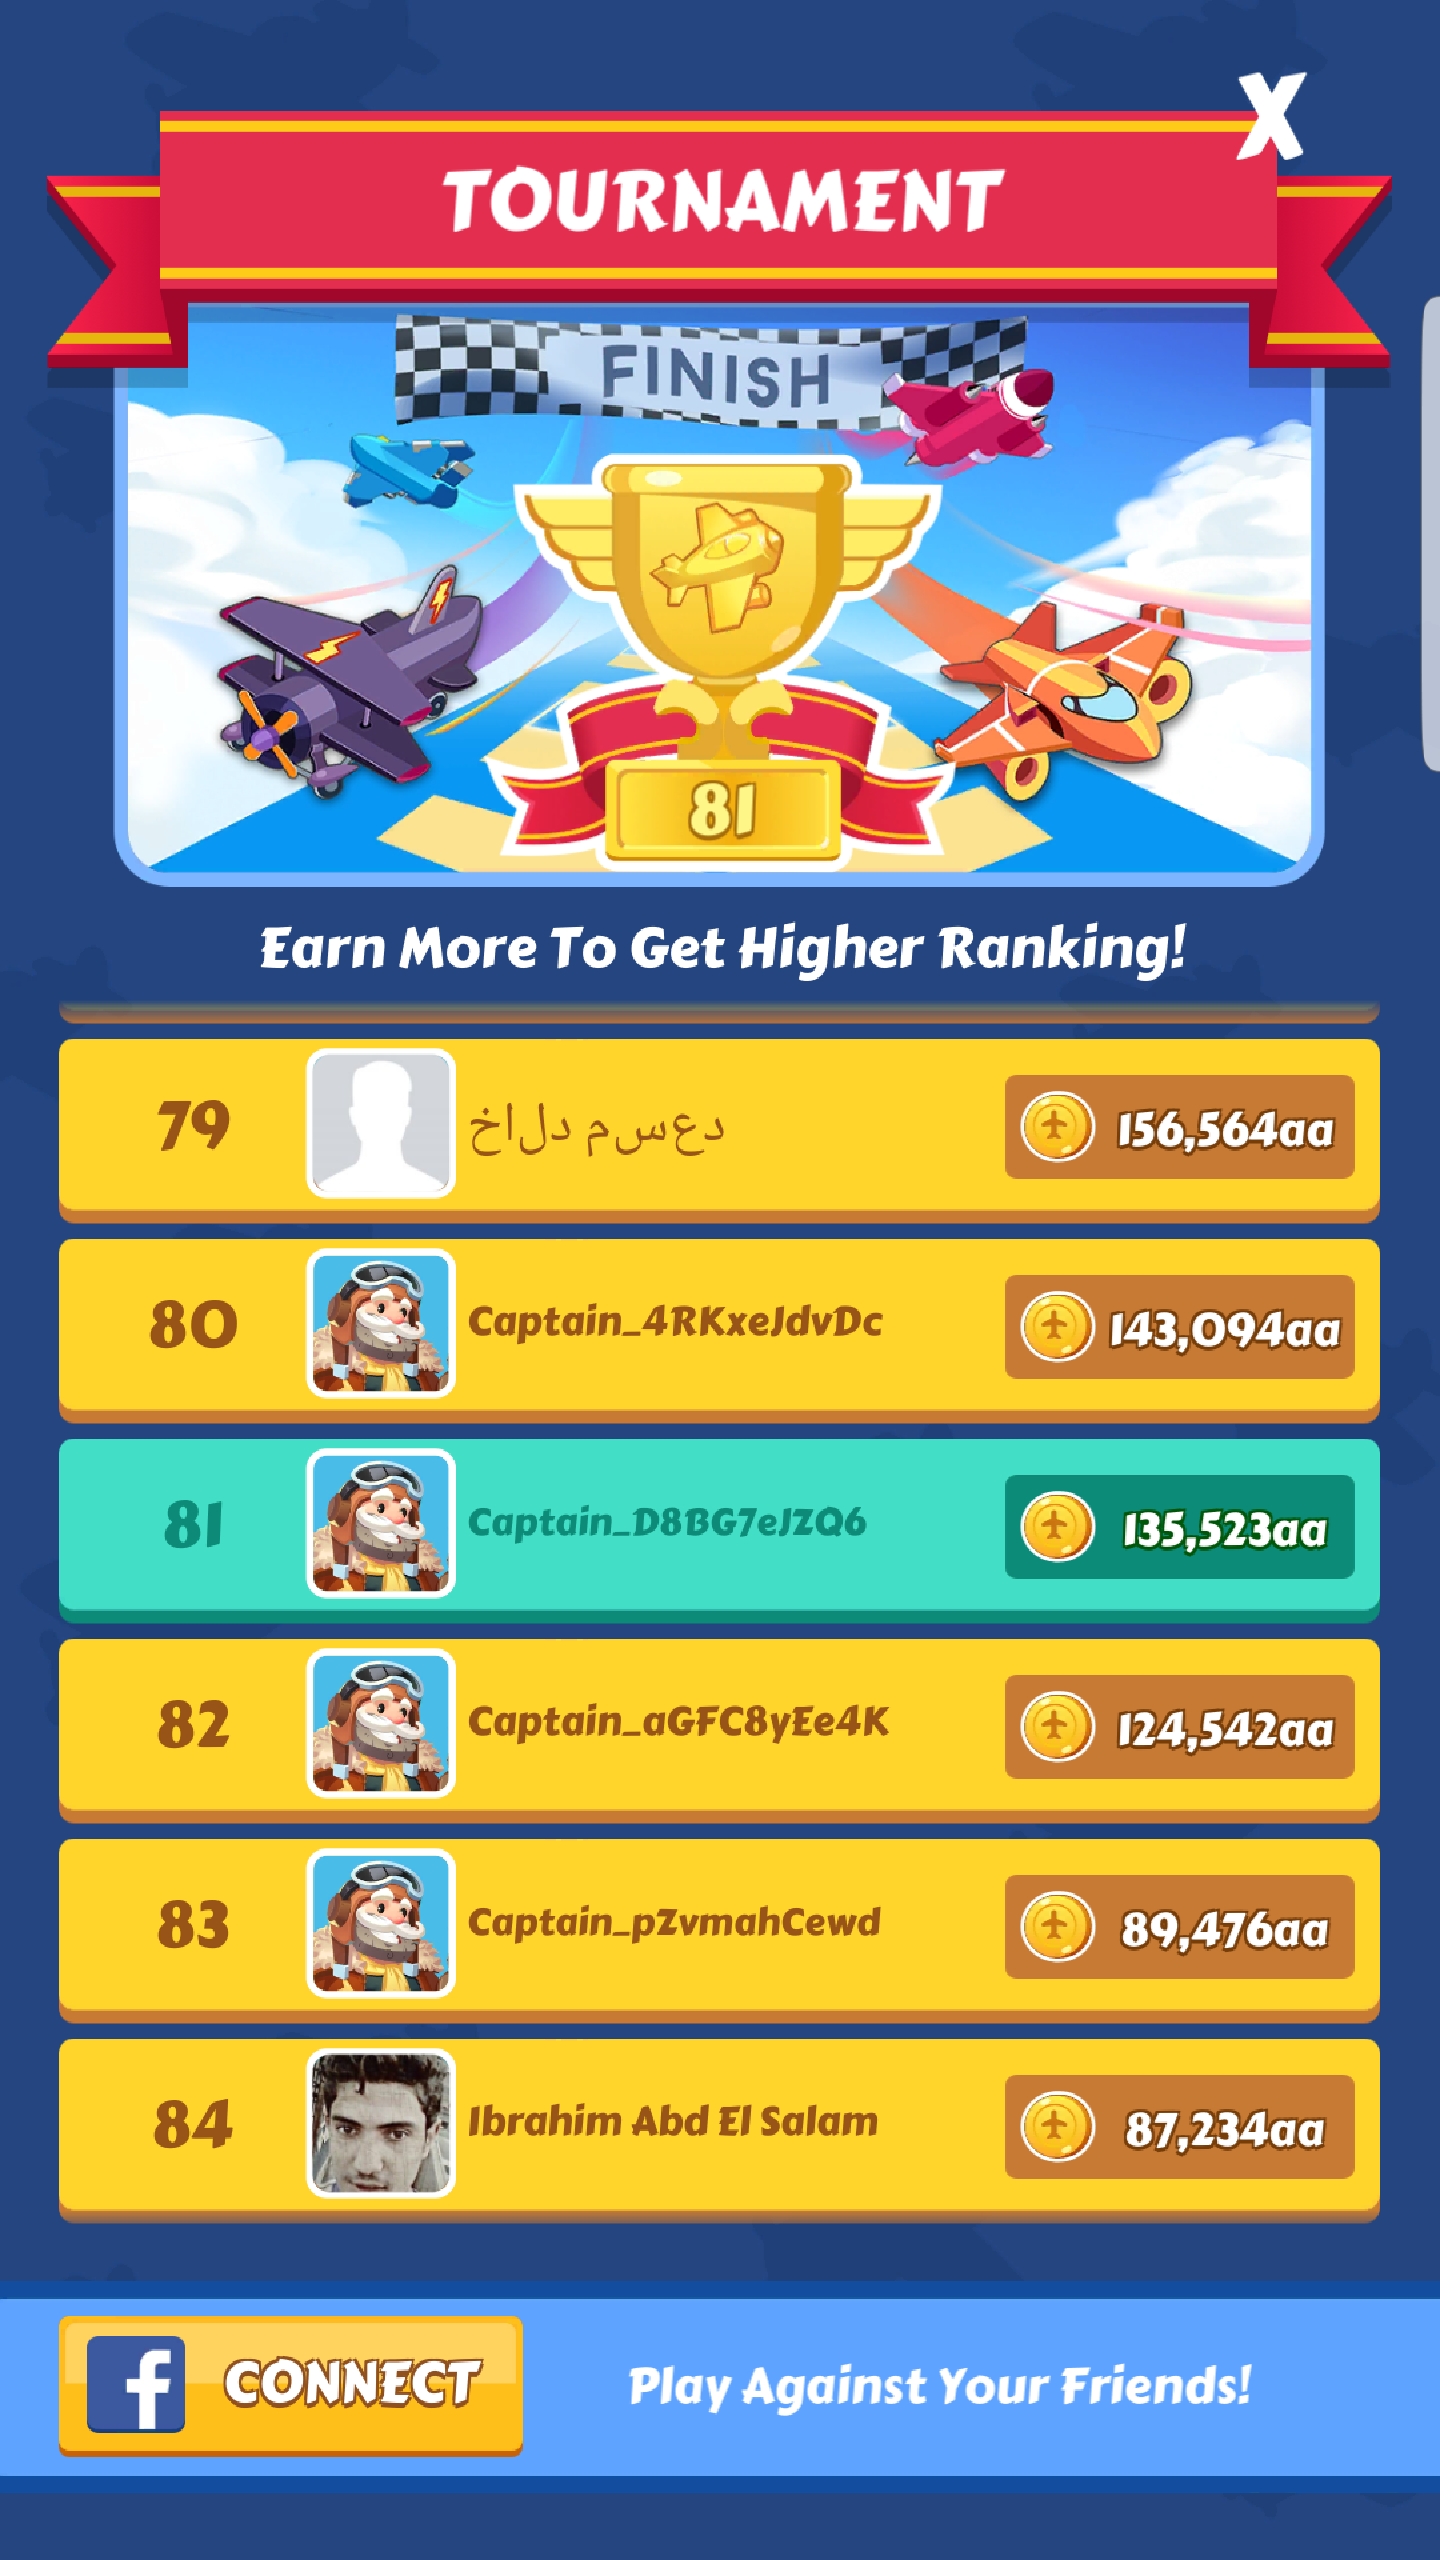 X
TOURNAMENT
FINISH
81
Earn More To Get Higher Ranking!
79 خالد مسعد 156,564aa
80 Captain_4RKxeJdvDc 143,094aa
81 Captain_D8BG7eJZQ6 135,523aa
82 Captain_aGFC8yEe4K 124,542aa
83 Captain_pZvmahCewd 89,476aa
84 Ibrahim Abd El Salam 87,234aa
f CONNECT Play Against Your Friends!